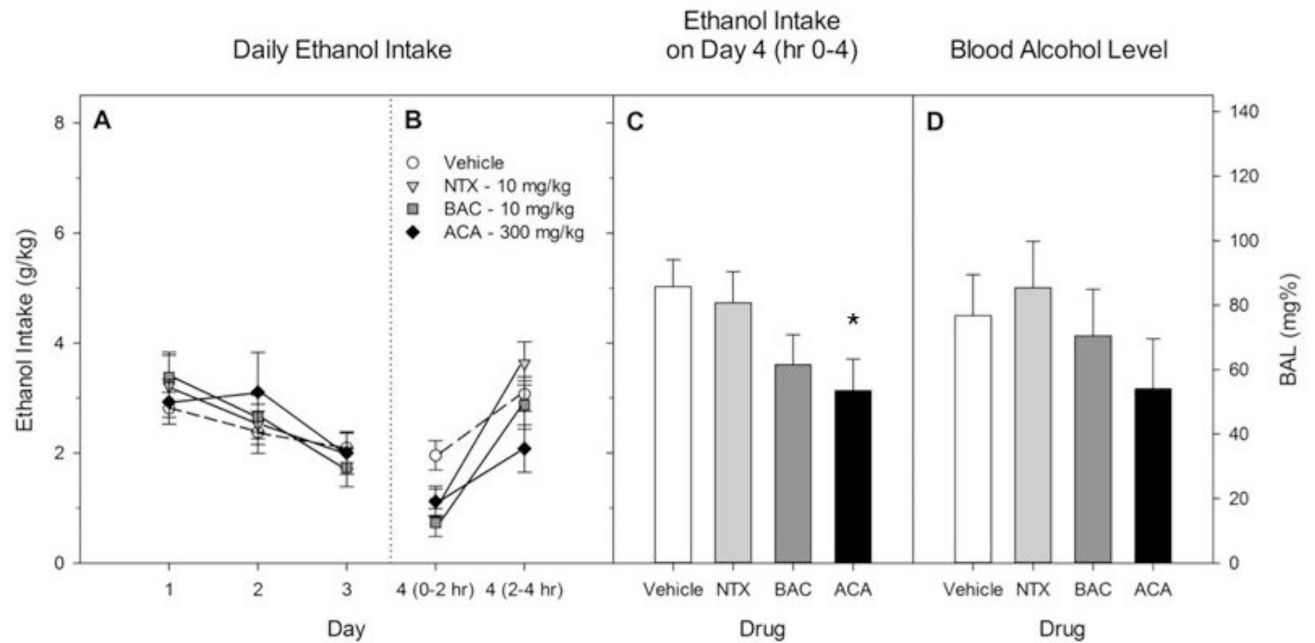 Daily Ethanol Intake
Ethanol Intake
on Day 4 (hr 0-4)
Blood Alcohol Level
A
B
C
D
Vehicle
NTX - 10 mg/kg
BAC - 10 mg/kg
ACA - 300 mg/kg
*
Ethanol Intake (g/kg)
8
6
4
2
0
140
120
100
80
60
40
20
0
BAL (mg%)
1 2 3 4 (0-2 hr) 4 (2-4 hr)
Vehicle NTX BAC ACA
Vehicle NTX BAC ACA
Day
Drug
Drug